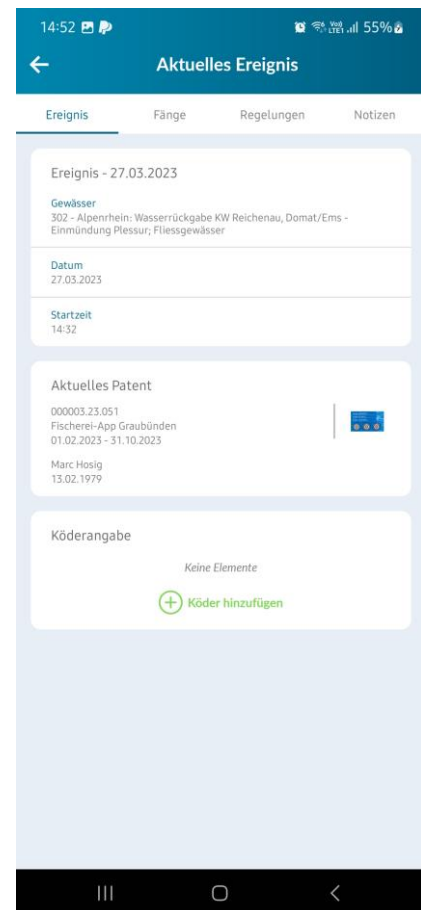 14:52 55%
Aktuelles Ereignis
Ereignis Fänge Regelungen Notizen
Ereignis - 27.03.2023
Gewässer
302 - Alpenrhein: Wasserrückgabe KW Reichenau, Domat/Ems -
Einmündung Plessur; Fliessgewässer
Datum
27.03.2023
Startzeit
14:32
Aktuelles Patent
000003.23.051
Fischerei-App Graubünden
01.02.2023 - 31.10.2023
Marc Hosig
13.02.1979
Köderangabe
Keine Elemente
Köder hinzufügen